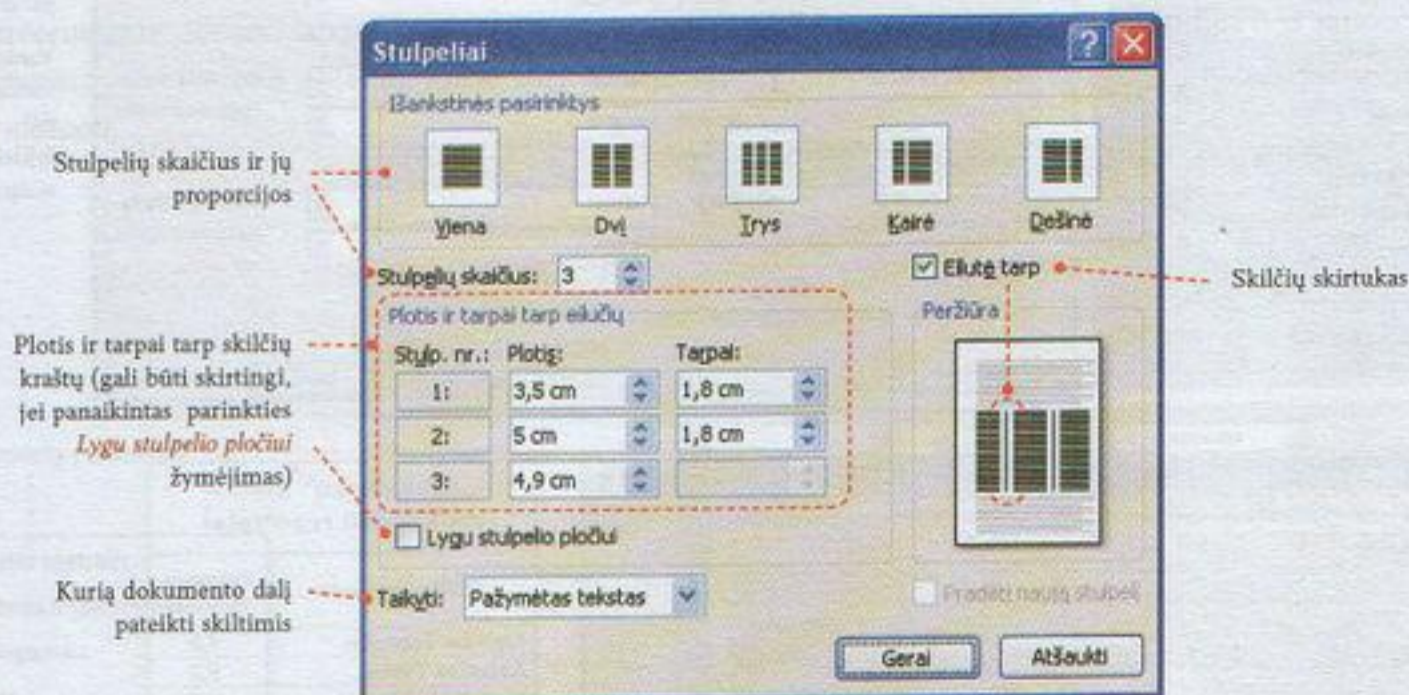 Stulpeliai
Išankstinės pasirinktys
Viena
Dvi
Trys
Kairė
Dešinė
Stulpelių skaičius: 3
Eilutė tarp
Plotis ir tarpai tarp eilučių
Stulp. nr.: Plotis: Tarpai:
1: 3,5 cm 1,8 cm
2: 5 cm 1,8 cm
3: 4,9 cm
Lygu stulpelio pločiui
Peržiūra
Taikyti: Pažymėtas tekstas
Pradėti naują stulpelį
Gerai
Atšaukti
Stulpelių skaičius ir jų
proporcijos
Plotis ir tarpai tarp skilčių
kraštų (gali būti skirtingi,
jei panaikintas parinkties
Lygu stulpelio pločiui
žymėjimas)
Kurią dokumento dalį
pateikti skiltimis
Skilčių skirtukas